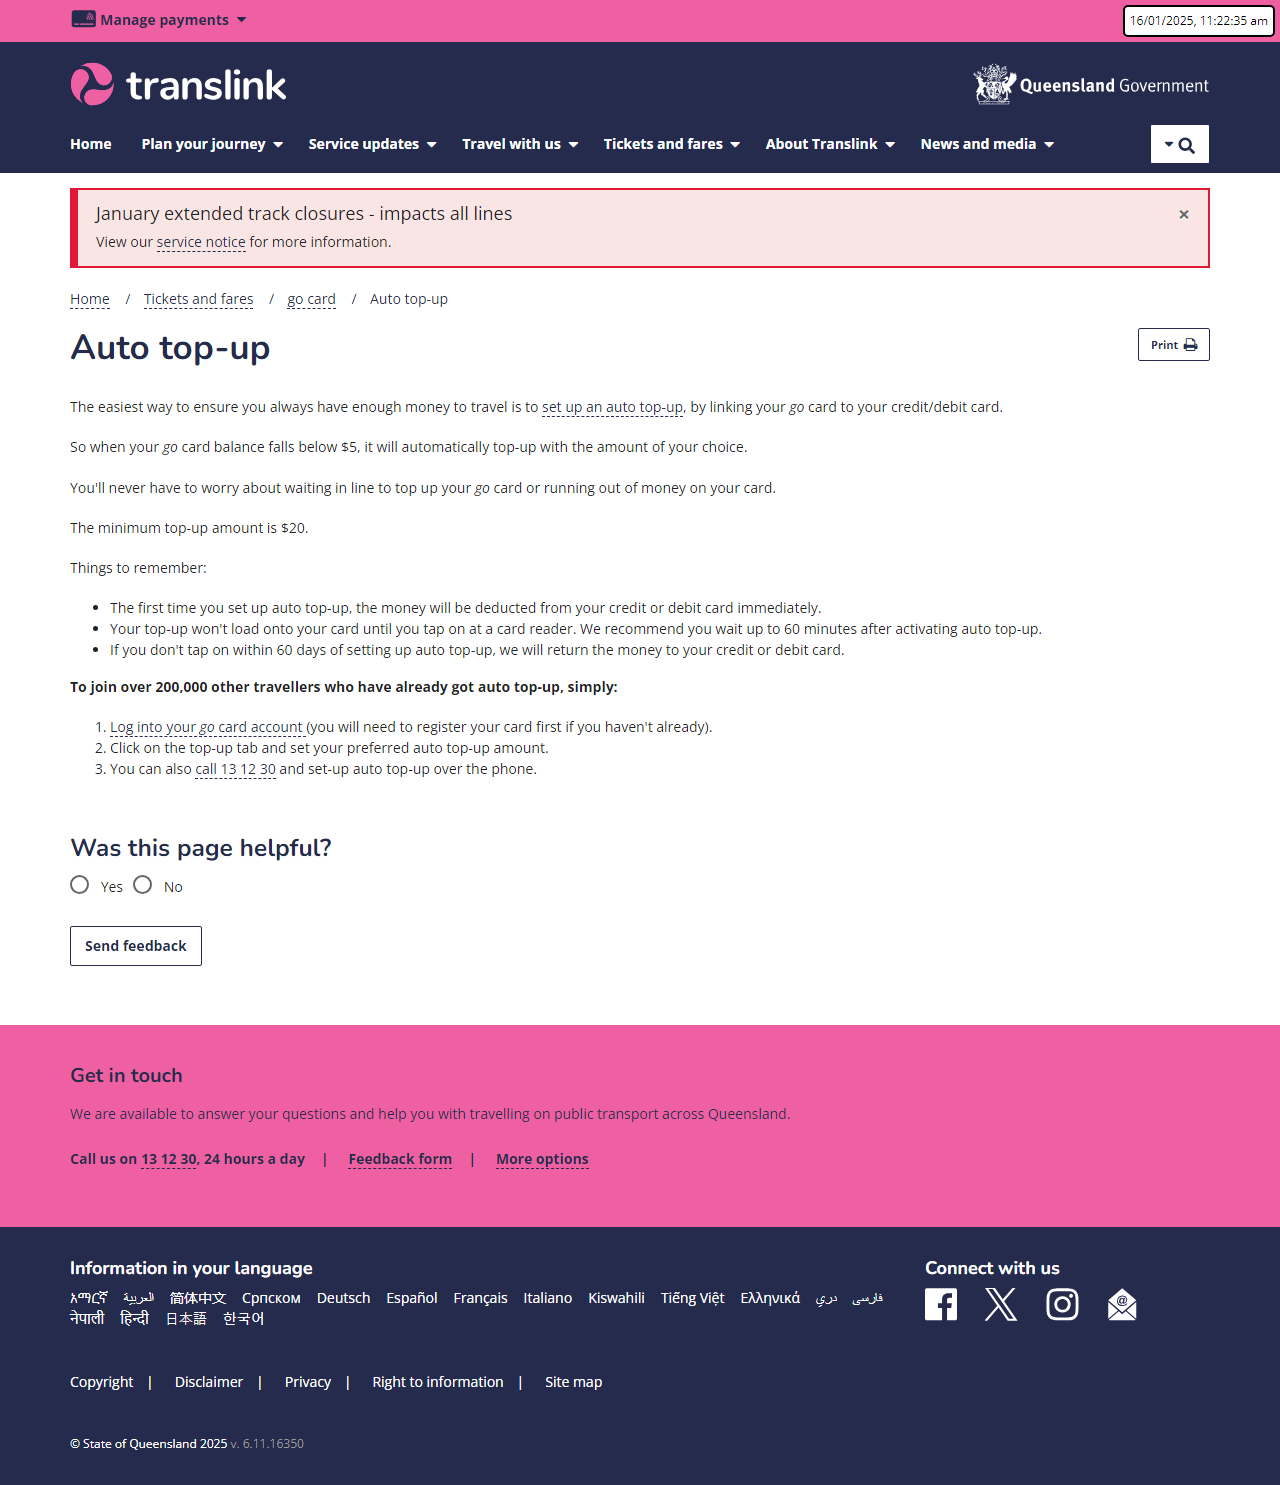 Manage payments
16/01/2025, 11:22:35 am
translink
Queensland Government
Home Plan your journey Service updates Travel with us Tickets and fares About Translink News and media
January extended track closures - impacts all lines ×
View our service notice for more information.
Home / Tickets and fares / go card / Auto top-up
Auto top-up
Print
The easiest way to ensure you always have enough money to travel is to set up an auto top-up, by linking your go card to your credit/debit card.
So when your go card balance falls below $5, it will automatically top-up with the amount of your choice.
You'll never have to worry about waiting in line to top up your go card or running out of money on your card.
The minimum top-up amount is $20.
Things to remember:
• The first time you set up auto top-up, the money will be deducted from your credit or debit card immediately.
• Your top-up won't load onto your card until you tap on at a card reader. We recommend you wait up to 60 minutes after activating auto top-up.
• If you don't tap on within 60 days of setting up auto top-up, we will return the money to your credit or debit card.
To join over 200,000 other travellers who have already got auto top-up, simply:
1. Log into your go card account (you will need to register your card first if you haven't already).
2. Click on the top-up tab and set your preferred auto top-up amount.
3. You can also call 13 12 30 and set-up auto top-up over the phone.
Was this page helpful?
Yes No
Send feedback
Get in touch
We are available to answer your questions and help you with travelling on public transport across Queensland.
Call us on 13 12 30, 24 hours a day | Feedback form | More options
Information in your language
አማርኛ العربية 简体中文 Српском Deutsch Español Français Italiano Kiswahili Tiếng Việt Ελληνικά دري فارسی
नेपाली हिन्दी 日本語 한국어
Connect with us
Copyright | Disclaimer | Privacy | Right to information | Site map
© State of Queensland 2025 v. 6.11.16350